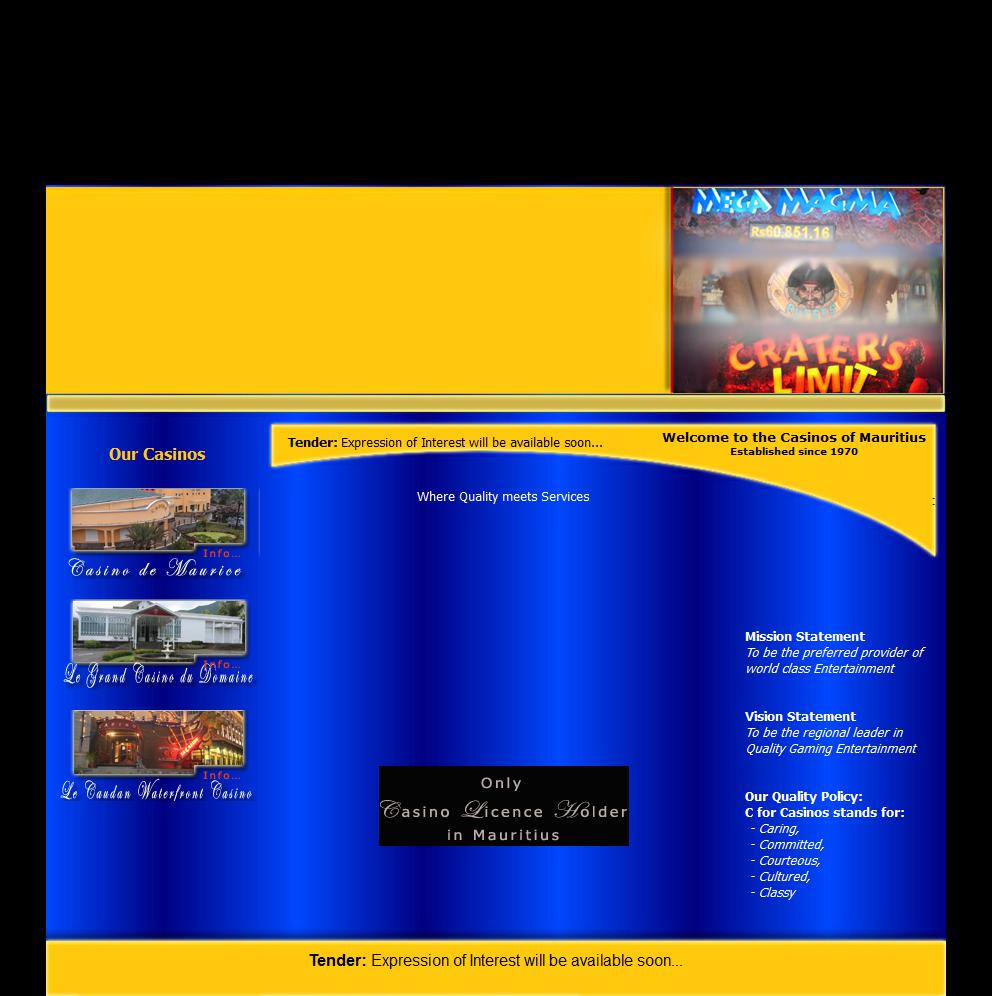 MEGA MAGMA
Rs60,851.16
CRATER'S
LIMIT
Our Casinos
Tender: Expression of Interest will be available soon...
Welcome to the Casinos of Mauritius
Established since 1970
Where Quality meets Services
:
Info...
Casino de Maurice
Info...
Le Grand Casino du Domaine
Info...
Le Caudan Waterfront Casino
Only
Casino Licence Holder
in Mauritius
Mission Statement
To be the preferred provider of
world class Entertainment
Vision Statement
To be the regional leader in
Quality Gaming Entertainment
Our Quality Policy:
C for Casinos stands for:
- Caring,
- Committed,
- Courteous,
- Cultured,
- Classy
Tender: Expression of Interest will be available soon...